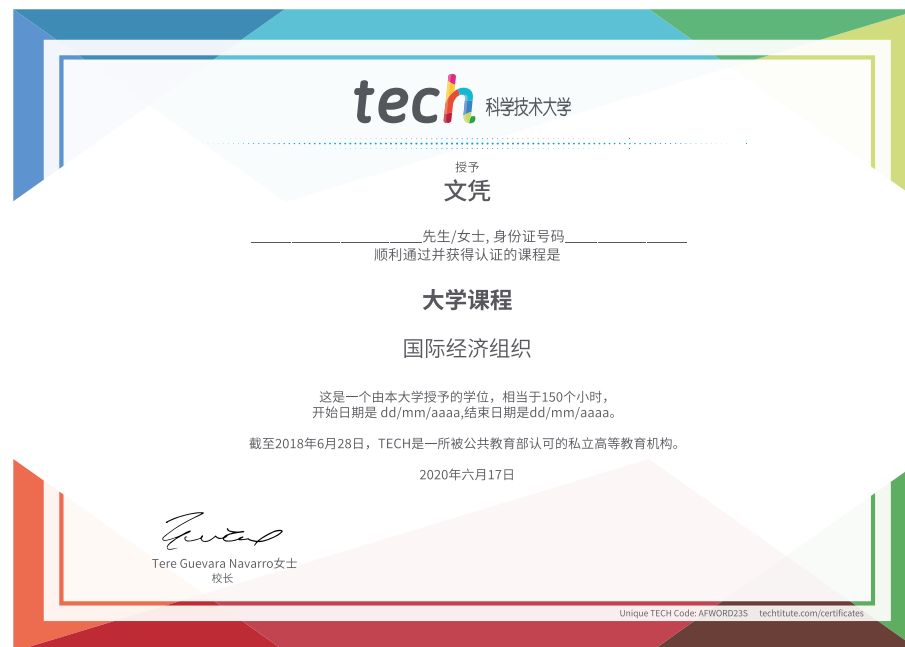 tech 科学技术大学
授予
文凭
先生/女士, 身份证号码
顺利通过并获得认证的课程是
大学课程
国际经济组织
这是一个由本大学授予的学位，相当于150个小时，
开始日期是 dd/mm/aaaa,结束日期是dd/mm/aaaa。
截至2018年6月28日，TECH是一所被公共教育部认可的私立高等教育机构。
2020年六月17日
Tere Guevara Navarro女士
校长
Unique TECH Code: AFWORD23S techtitute.com/certificates